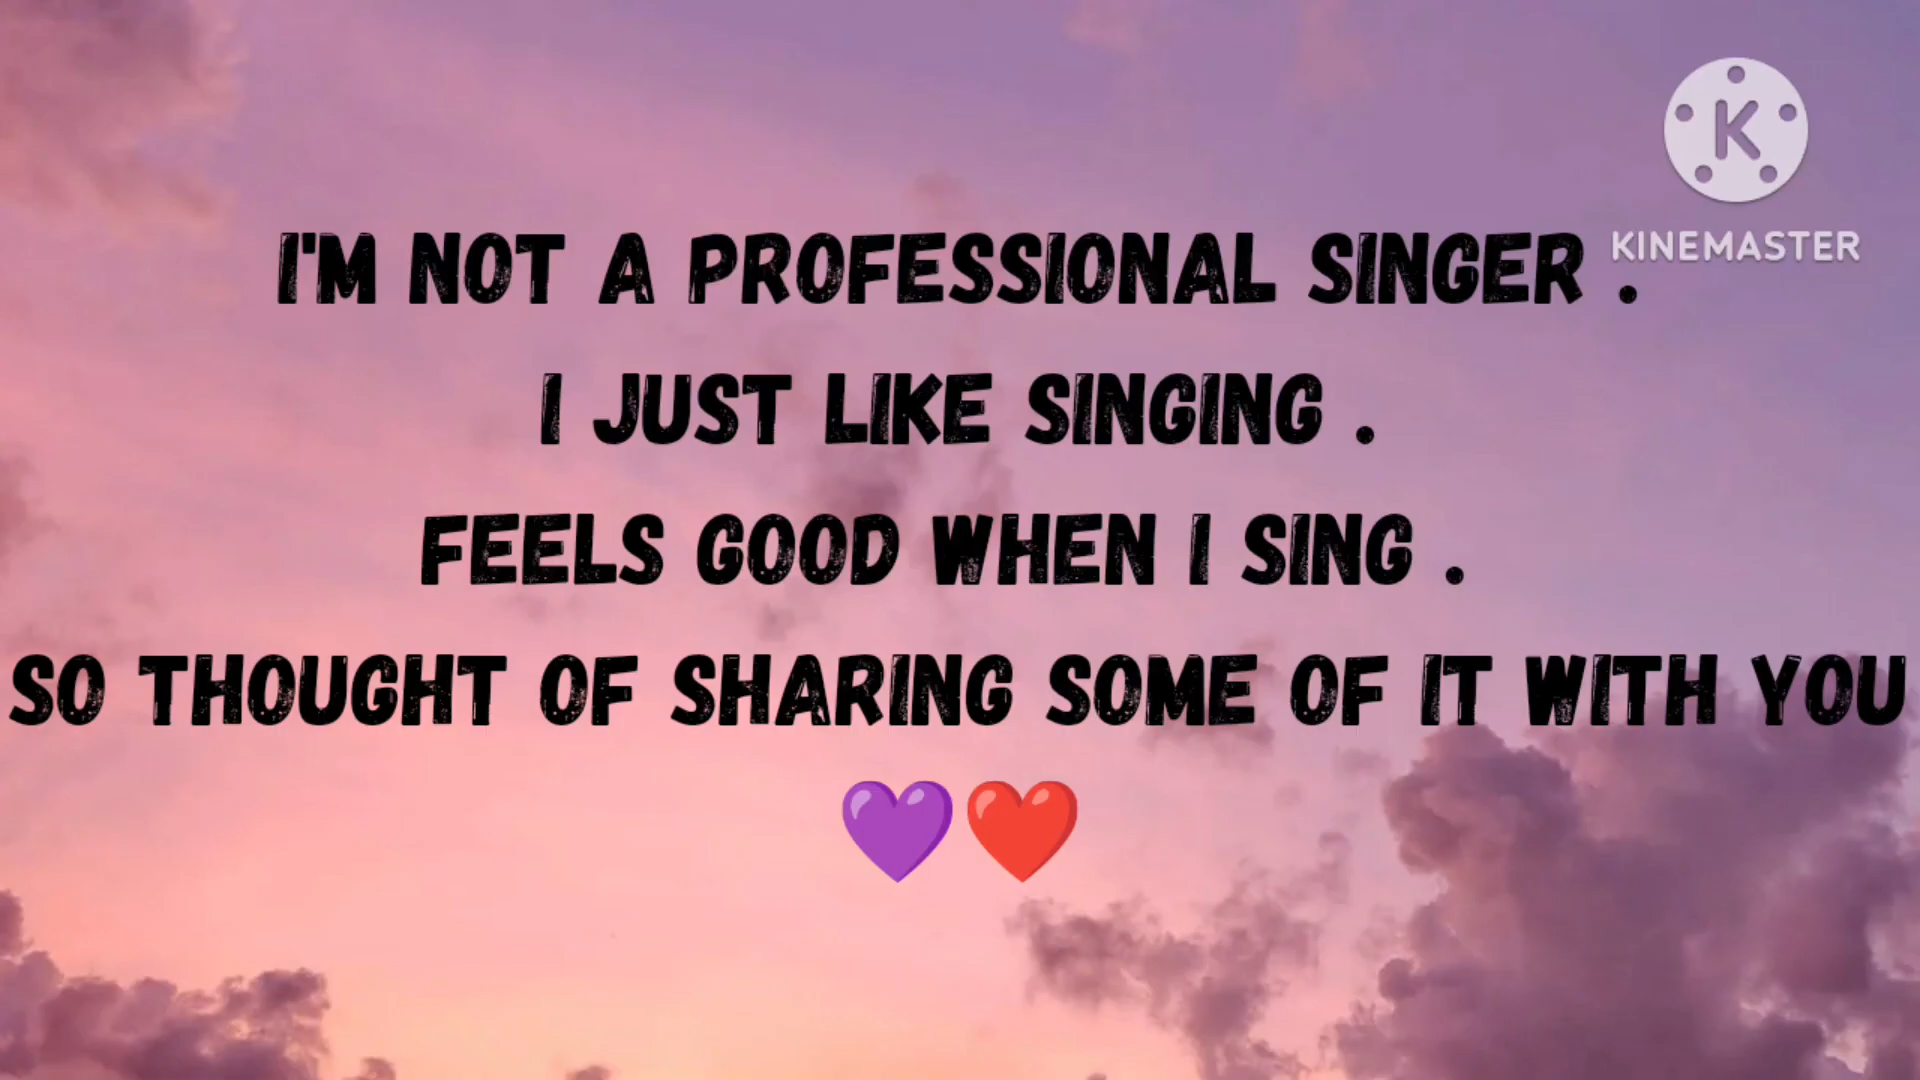 I'M NOT A PROFESSIONAL SINGER .
KINEMASTER
I JUST LIKE SINGING .
FEELS GOOD WHEN I SING .
SO THOUGHT OF SHARING SOME OF IT WITH YOU
💜❤️